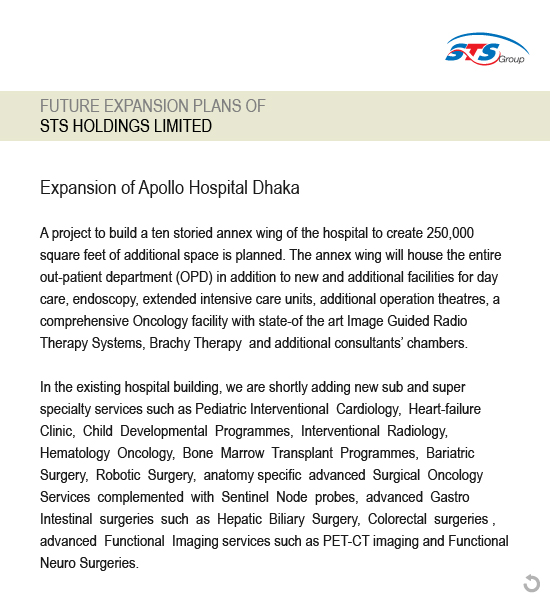 STS Group
FUTURE EXPANSION PLANS OF
STS HOLDINGS LIMITED
Expansion of Apollo Hospital Dhaka
A project to build a ten storied annex wing of the hospital to create 250,000
square feet of additional space is planned. The annex wing will house the entire
out-patient department (OPD) in addition to new and additional facilities for day
care, endoscopy, extended intensive care units, additional operation theatres, a
comprehensive Oncology facility with state-of the art Image Guided Radio
Therapy Systems, Brachy Therapy and additional consultants’ chambers.
In the existing hospital building, we are shortly adding new sub and super
specialty services such as Pediatric Interventional Cardiology, Heart-failure
Clinic, Child Developmental Programmes, Interventional Radiology,
Hematology Oncology, Bone Marrow Transplant Programmes, Bariatric
Surgery, Robotic Surgery, anatomy specific advanced Surgical Oncology
Services complemented with Sentinel Node probes, advanced Gastro
Intestinal surgeries such as Hepatic Biliary Surgery, Colorectal surgeries ,
advanced Functional Imaging services such as PET-CT imaging and Functional
Neuro Surgeries.